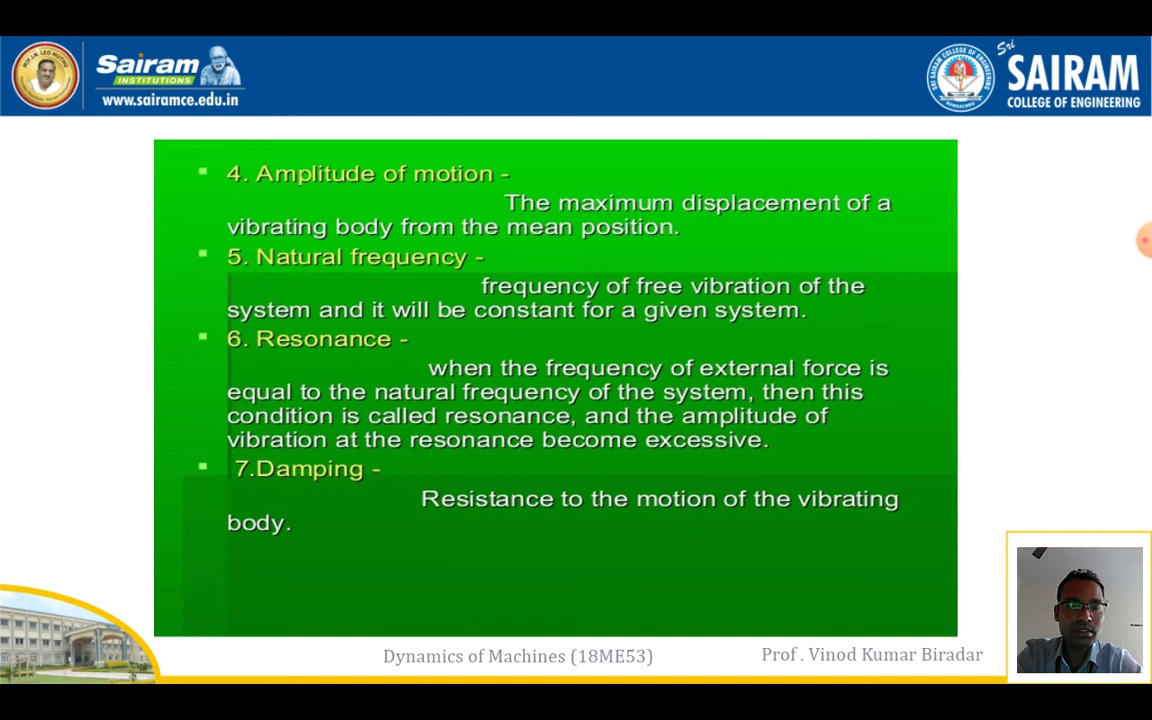 Sairam
INSTITUTIONS
www.sairamce.edu.in
Sri
SAIRAM
COLLEGE OF ENGINEERING
4. Amplitude of motion -
The maximum displacement of a
vibrating body from the mean position.
5. Natural frequency -
frequency of free vibration of the
system and it will be constant for a given system.
6. Resonance -
when the frequency of external force is
equal to the natural frequency of the system, then this
condition is called resonance, and the amplitude of
vibration at the resonance become excessive.
7.Damping -
Resistance to the motion of the vibrating
body.
Dynamics of Machines (18ME53)
Prof . Vinod Kumar Biradar